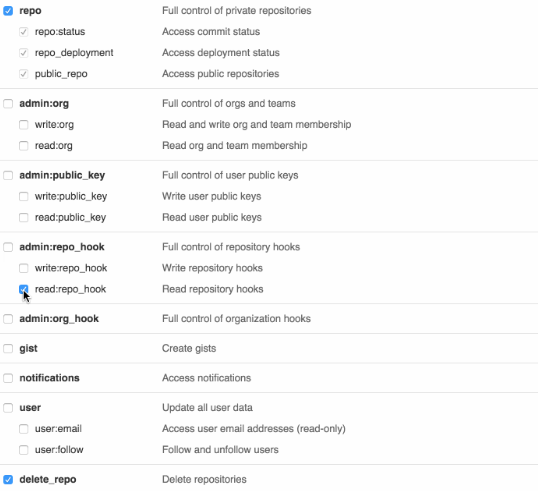 repo Full control of private repositories
repo:status Access commit status
repo_deployment Access deployment status
public_repo Access public repositories
admin:org Full control of orgs and teams
write:org Read and write org and team membership
read:org Read org and team membership
admin:public_key Full control of user public keys
write:public_key Write user public keys
read:public_key Read user public keys
admin:repo_hook Full control of repository hooks
write:repo_hook Write repository hooks
read:repo_hook Read repository hooks
admin:org_hook Full control of organization hooks
gist Create gists
notifications Access notifications
user Update all user data
user:email Access user email addresses (read-only)
user:follow Follow and unfollow users
delete_repo Delete repositories